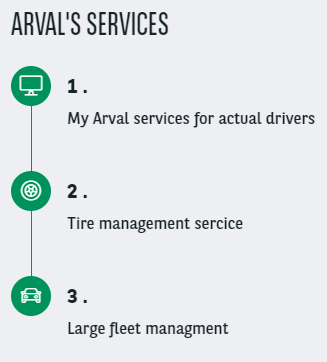 ARVAL'S SERVICES
1 .
My Arval services for actual drivers
2 .
Tire management sercice
3 .
Large fleet managment